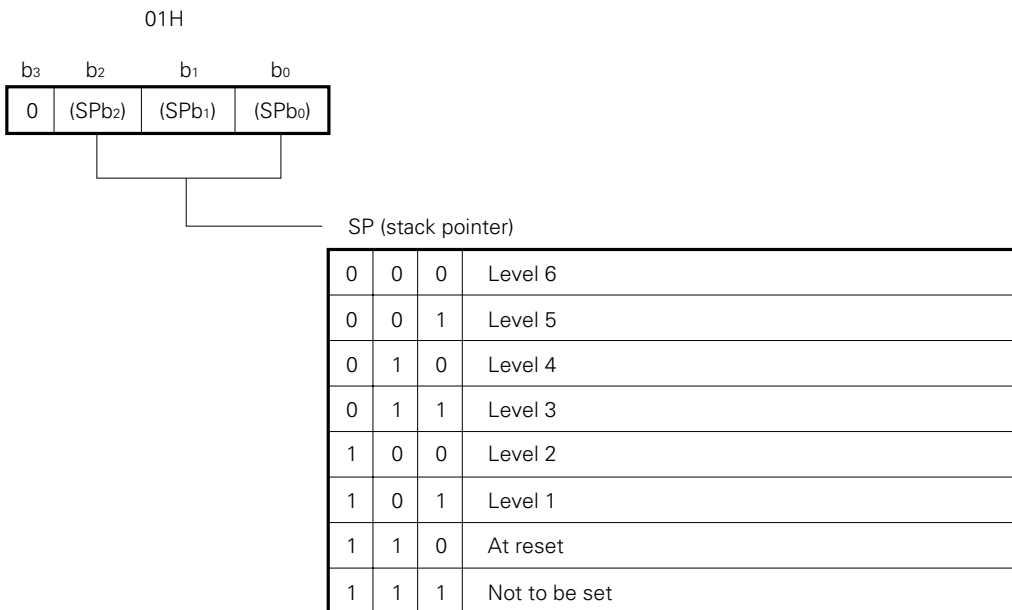 01H
b₃ b₂ b₁ b₀
0 (SPb₂) (SPb₁) (SPb₀)
SP (stack pointer)
0 0 0 Level 6
0 0 1 Level 5
0 1 0 Level 4
0 1 1 Level 3
1 0 0 Level 2
1 0 1 Level 1
1 1 0 At reset
1 1 1 Not to be set